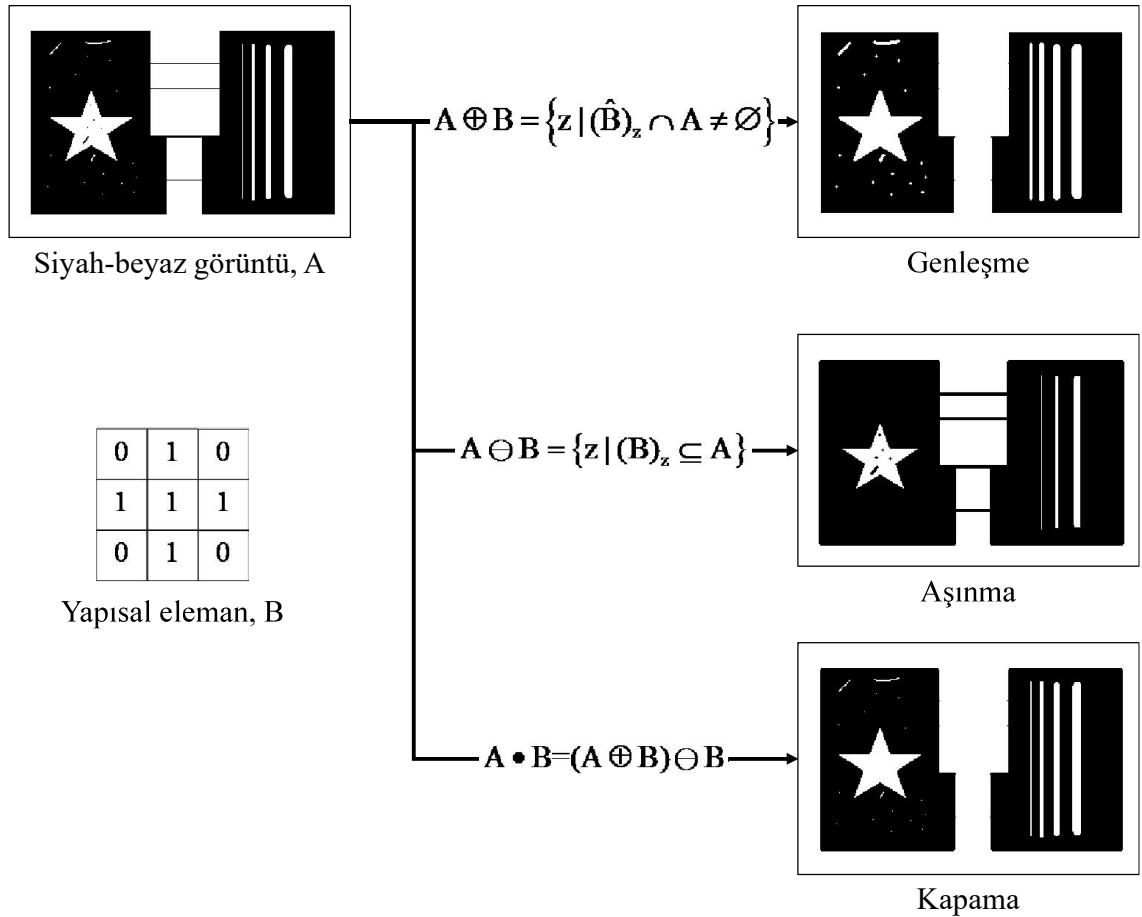 A ⊕ B = {z | (B̂)z ∩ A ≠ ∅}
Siyah-beyaz görüntü, A
Genleşme
0 1 0
1 1 1
0 1 0
A ⊖ B = {z | (B)z ⊆ A}
Yapısal eleman, B
Aşınma
A • B=(A ⊕ B) ⊖ B
Kapama